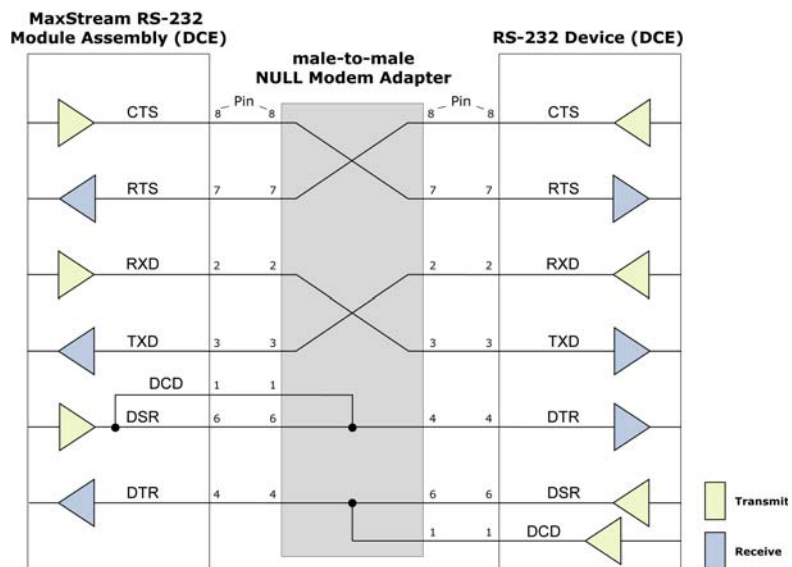 MaxStream RS-232
Module Assembly (DCE)
male-to-male
NULL Modem Adapter
RS-232 Device (DCE)
Pin
Pin
CTS
8
8
8
8
CTS
RTS
7
7
7
7
RTS
RXD
2
2
2
2
RXD
TXD
3
3
3
3
TXD
DCD
1
1
DSR
6
6
4
4
DTR
DTR
4
4
6
6
DSR
1
1
DCD
Transmit
Receive